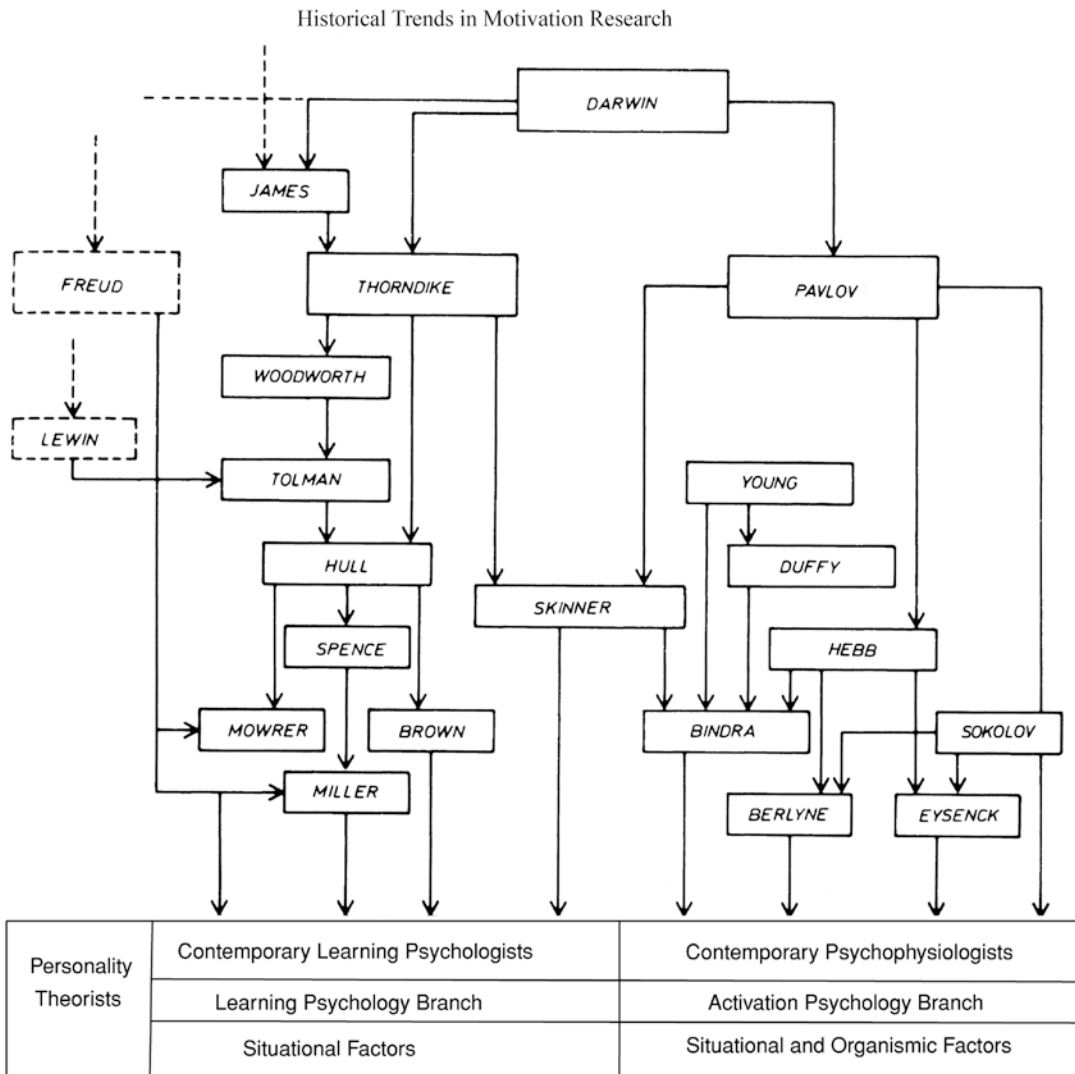 Historical Trends in Motivation Research
DARWIN
JAMES
FREUD
THORNDIKE
PAVLOV
WOODWORTH
LEWIN
TOLMAN
YOUNG
HULL
DUFFY
SKINNER
SPENCE
HEBB
MOWRER
BROWN
BINDRA
SOKOLOV
MILLER
BERLYNE
EYSENCK
Personality
Theorists
Contemporary Learning Psychologists
Contemporary Psychophysiologists
Learning Psychology Branch
Activation Psychology Branch
Situational Factors
Situational and Organismic Factors